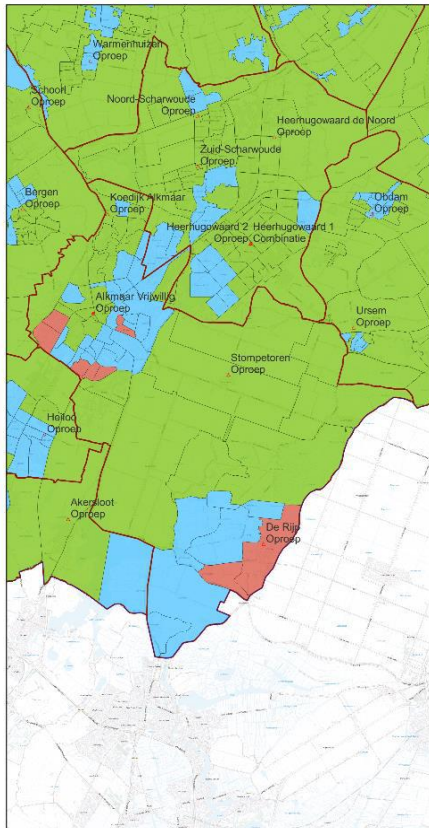 Warmenhuizen
Oproep
Schoorl
Oproep
Noord-Scharwoude
Oproep
Heerhugowaard de Noord
Oproep
Zuid-Scharwoude
Oproep
Bergen
Oproep
Koedijk Alkmaar
Oproep
Obdam
Oproep
Heerhugowaard 2
Oproep
Heerhugowaard 1
Combinatie
Alkmaar Vrijwillig
Oproep
Ursem
Oproep
Stompetoren
Oproep
Heiloo
Oproep
Akersloot
Oproep
De Rijp
Oproep